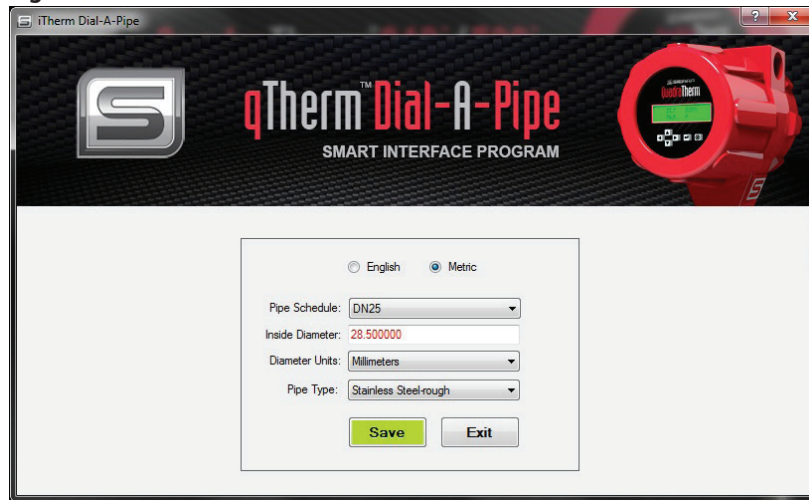 iTherm Dial-A-Pipe
? X
S
qTherm™ Dial-A-Pipe
SMART INTERFACE PROGRAM
QuadraTherm
English Metric
Pipe Schedule: DN25
Inside Diameter: 28.500000
Diameter Units: Millimeters
Pipe Type: Stainless Steel-rough
Save Exit